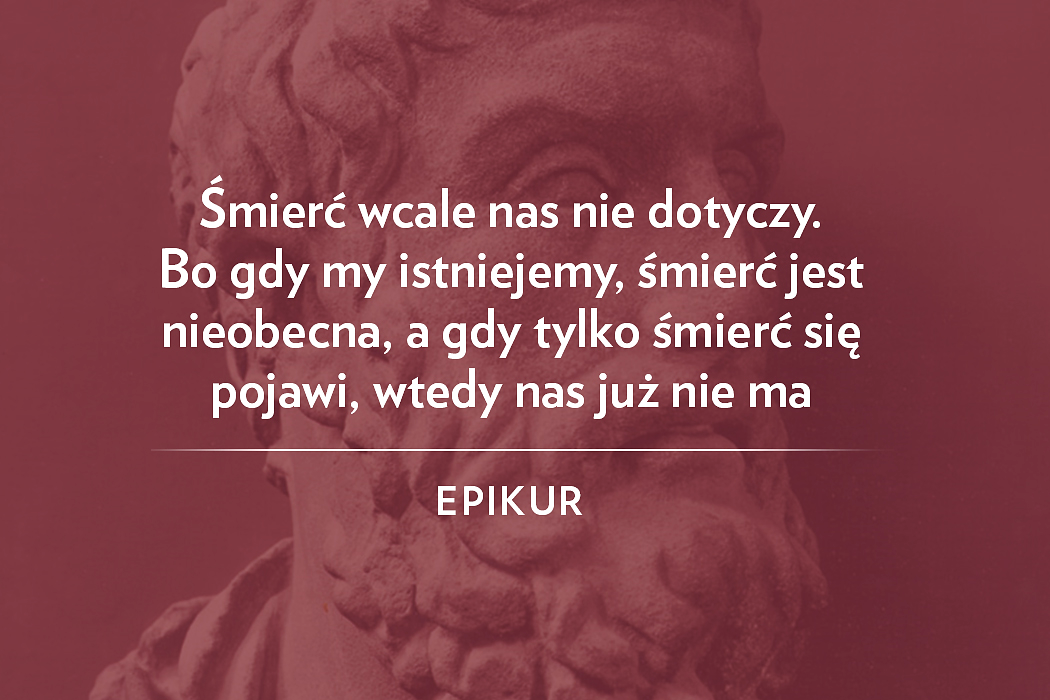 Śmierć wcale nas nie dotyczy.
Bo gdy my istniejemy, śmierć jest
nieobecna, a gdy tylko śmierć się
pojawi, wtedy nas już nie ma
EPIKUR